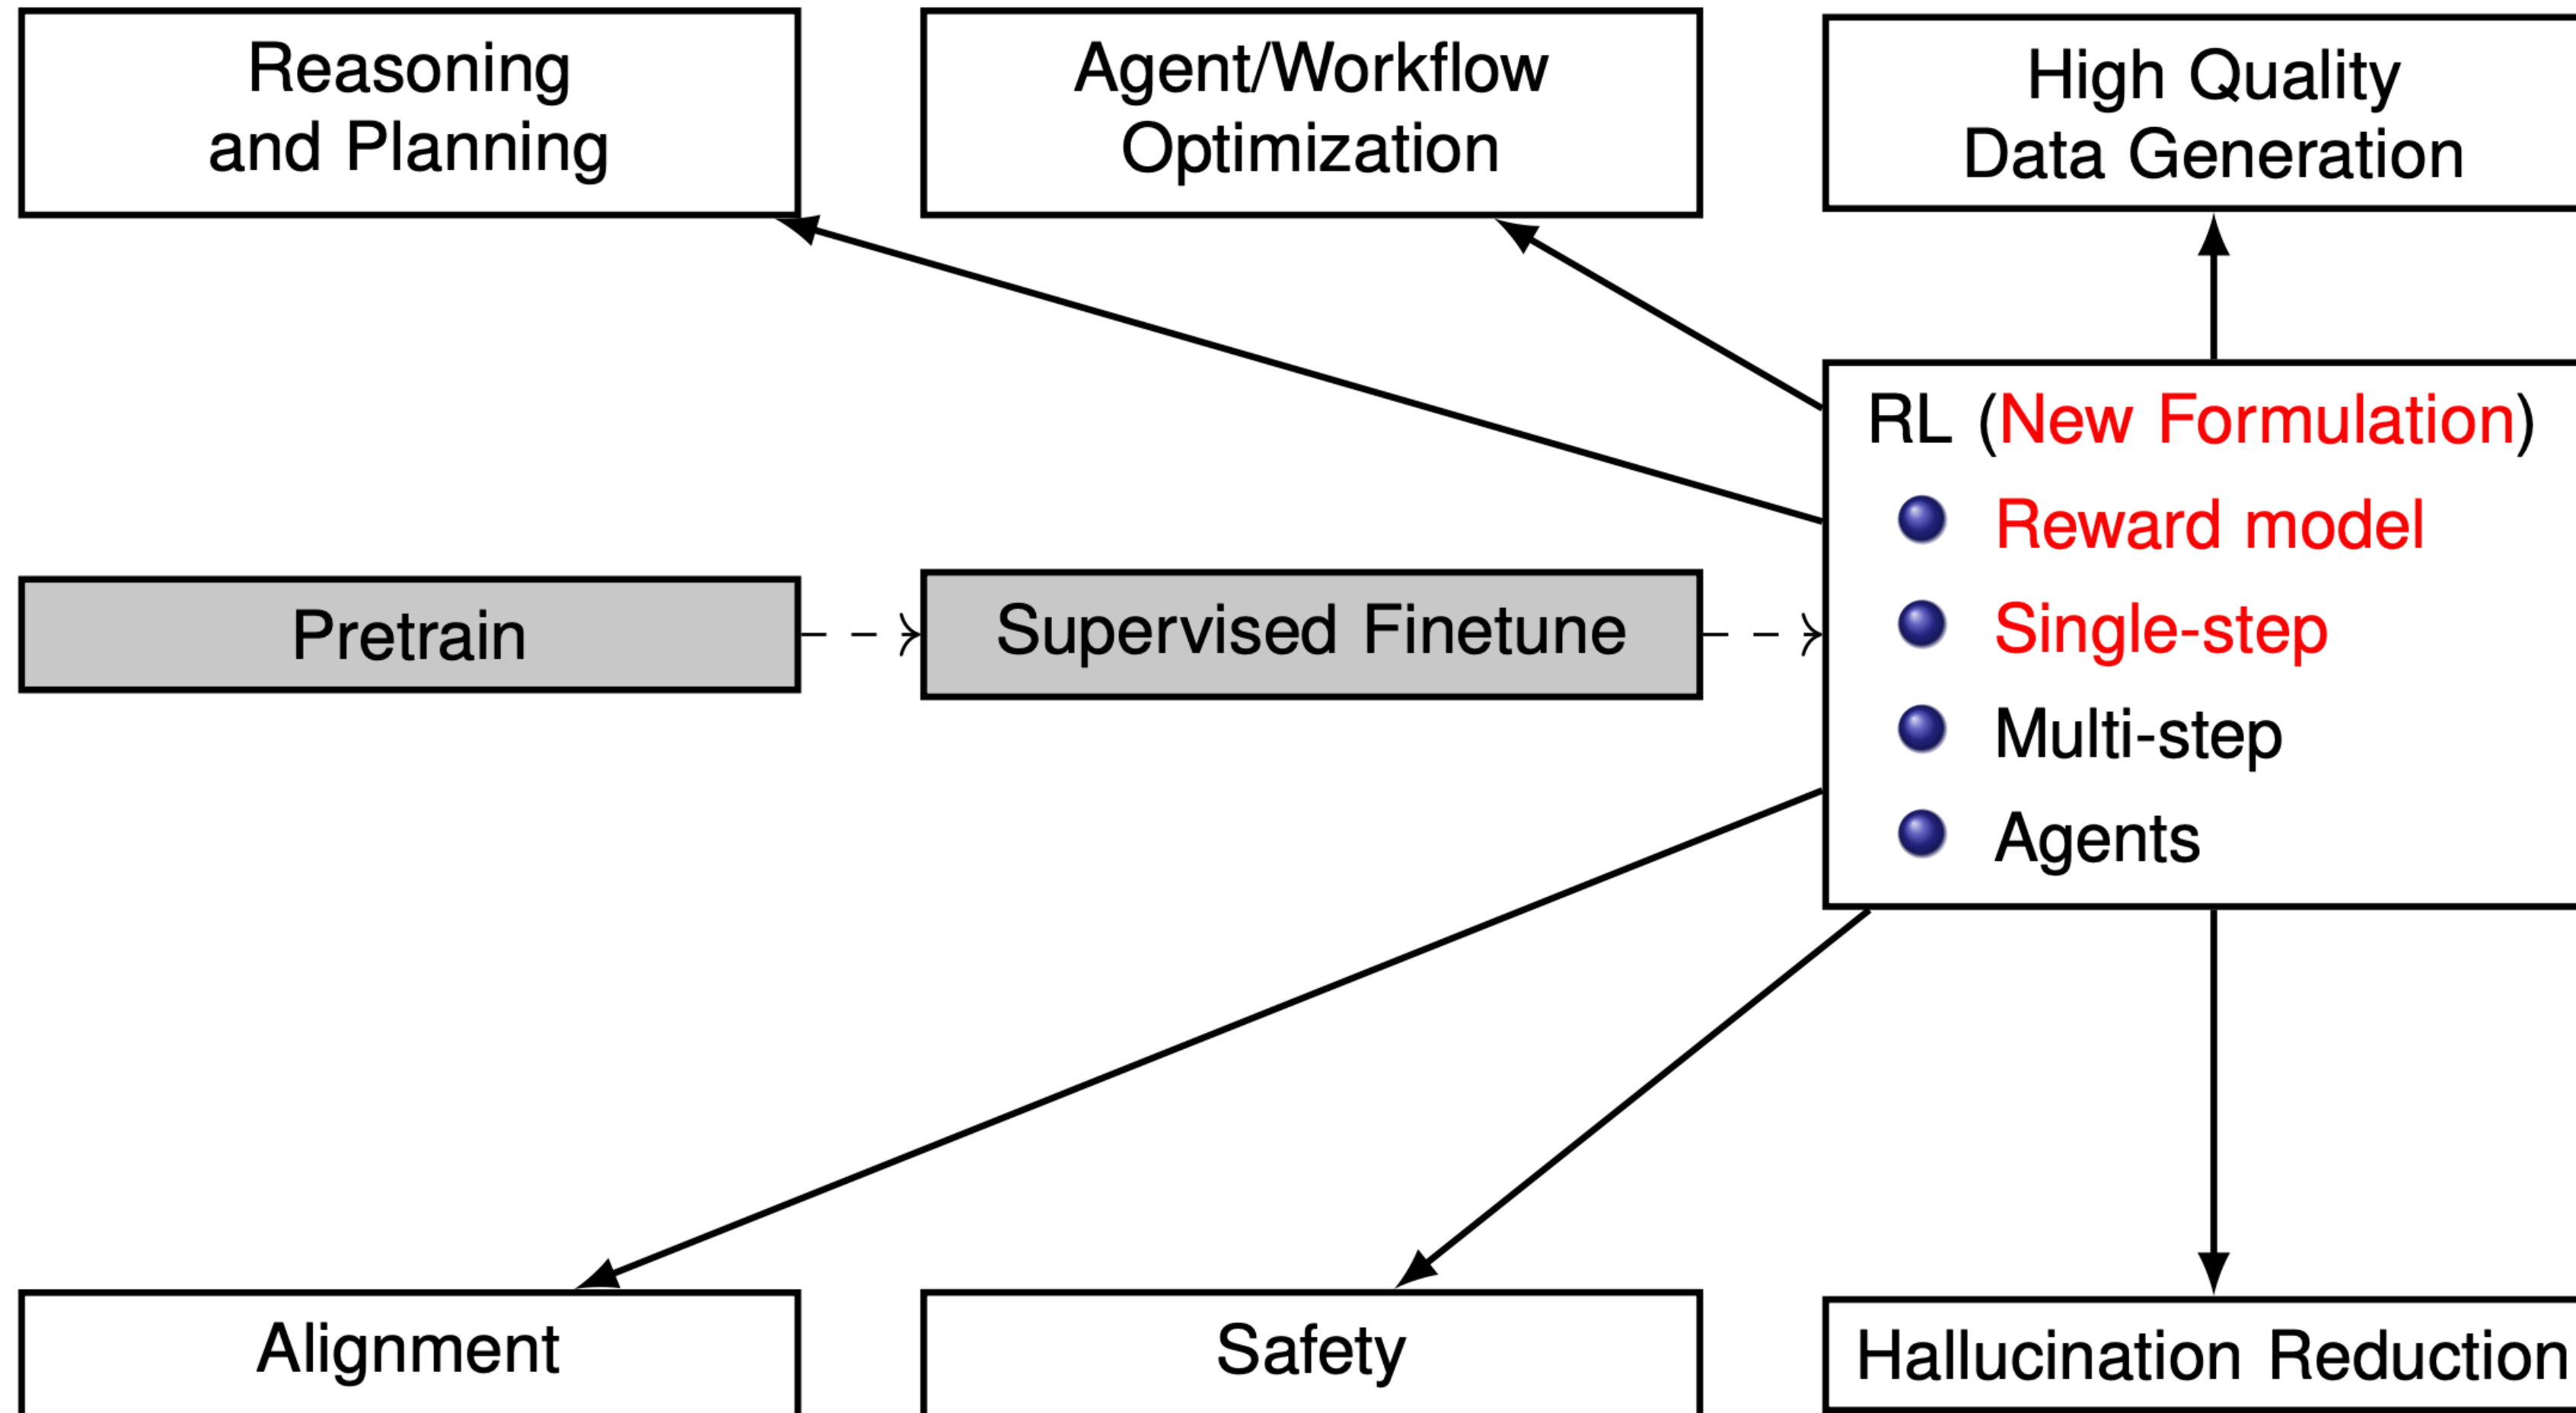 Reasoning
and Planning
Agent/Workflow
Optimization
High Quality
Data Generation
Pretrain
Supervised Finetune
RL (New Formulation)
Reward model
Single-step
Multi-step
Agents
Alignment
Safety
Hallucination Reduction